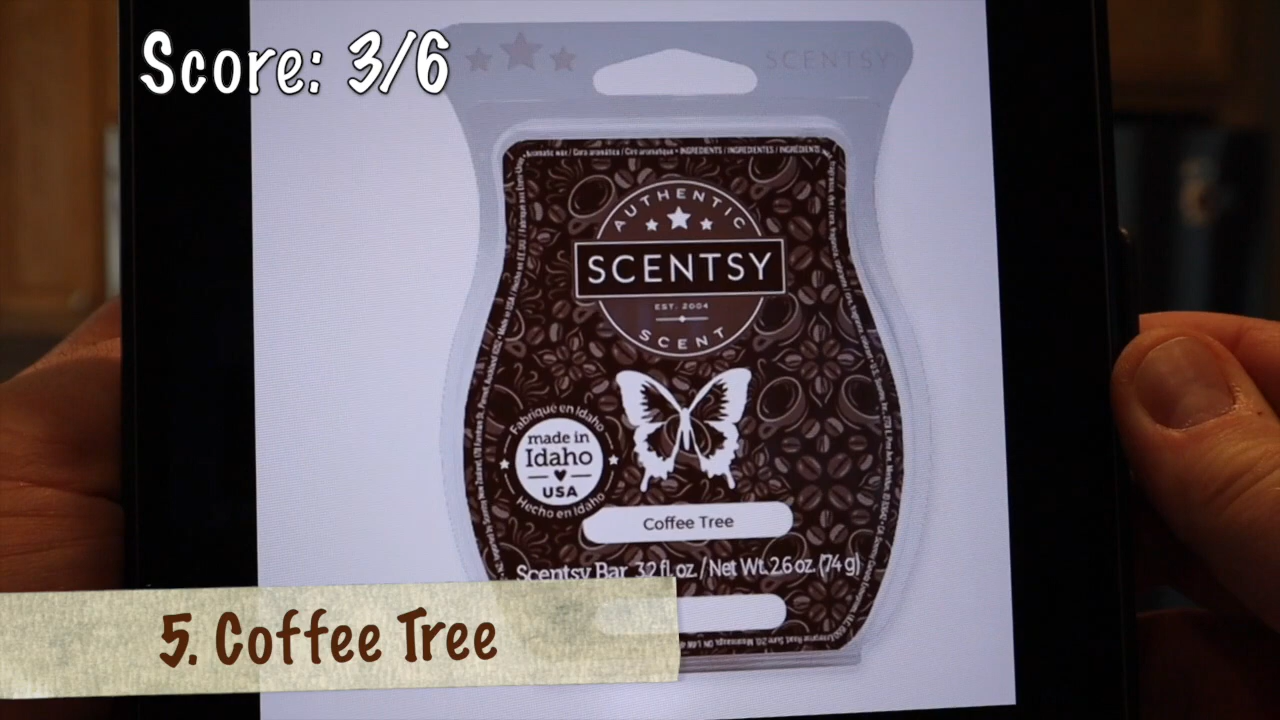 Score: 3/6
SCENTSY
AUTHENTIC
SCENTSY
EST. 2004
SCENT
Fabriqué en Idaho
made in
Idaho
USA
Hecho en Idaho
Coffee Tree
Scentsy Bar 3.2 fl. oz. / Net Wt. 2.6 oz. (74 g)
5. Coffee Tree